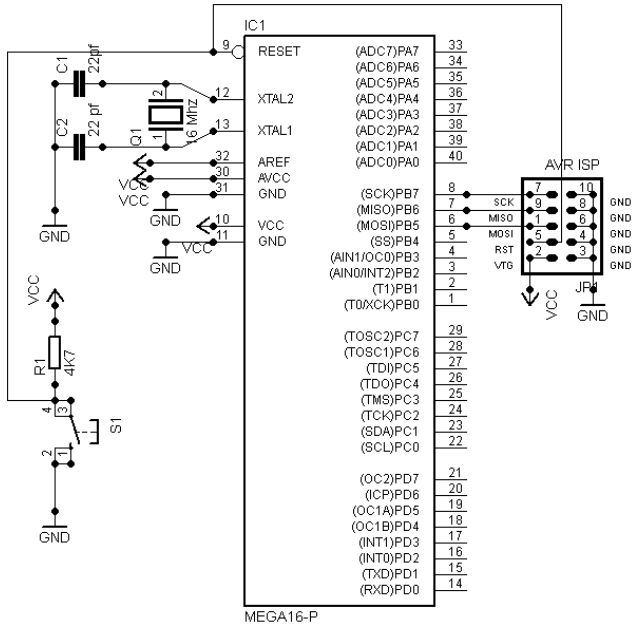 IC1
9 RESET
12 XTAL2
13 XTAL1
32 AREF
30 AVCC
31 GND
10 VCC
11 GND
(ADC7)PA7 33
(ADC6)PA6 34
(ADC5)PA5 35
(ADC4)PA4 36
(ADC3)PA3 37
(ADC2)PA2 38
(ADC1)PA1 39
(ADC0)PA0 40
(SCK)PB7 8
(MISO)PB6 7
(MOSI)PB5 6
(SS)PB4 5
(AIN1/OC0)PB3 4
(AIN0/INT2)PB2 3
(T1)PB1 2
(T0/XCK)PB0 1
(TOSC2)PC7 29
(TOSC1)PC6 28
(TDI)PC5 27
(TDO)PC4 26
(TMS)PC3 25
(TCK)PC2 24
(SDA)PC1 23
(SCL)PC0 22
(OC2)PD7 21
(ICP)PD6 20
(OC1A)PD5 19
(OC1B)PD4 18
(INT1)PD3 17
(INT0)PD2 16
(TXD)PD1 15
(RXD)PD0 14
MEGA16-P
C1
22pf
C2
22 pf
Q1
2
1
16 Mhz
VCC
VCC
GND
VCC
GND
GND
VCC
R1
4K7
4 3
S1
2 1
GND
AVR ISP
7 10
SCK GND
9 8
MISO GND
1 6
MOSI GND
5 4
RST GND
2 3
VTG GND
JP1
VCC
GND